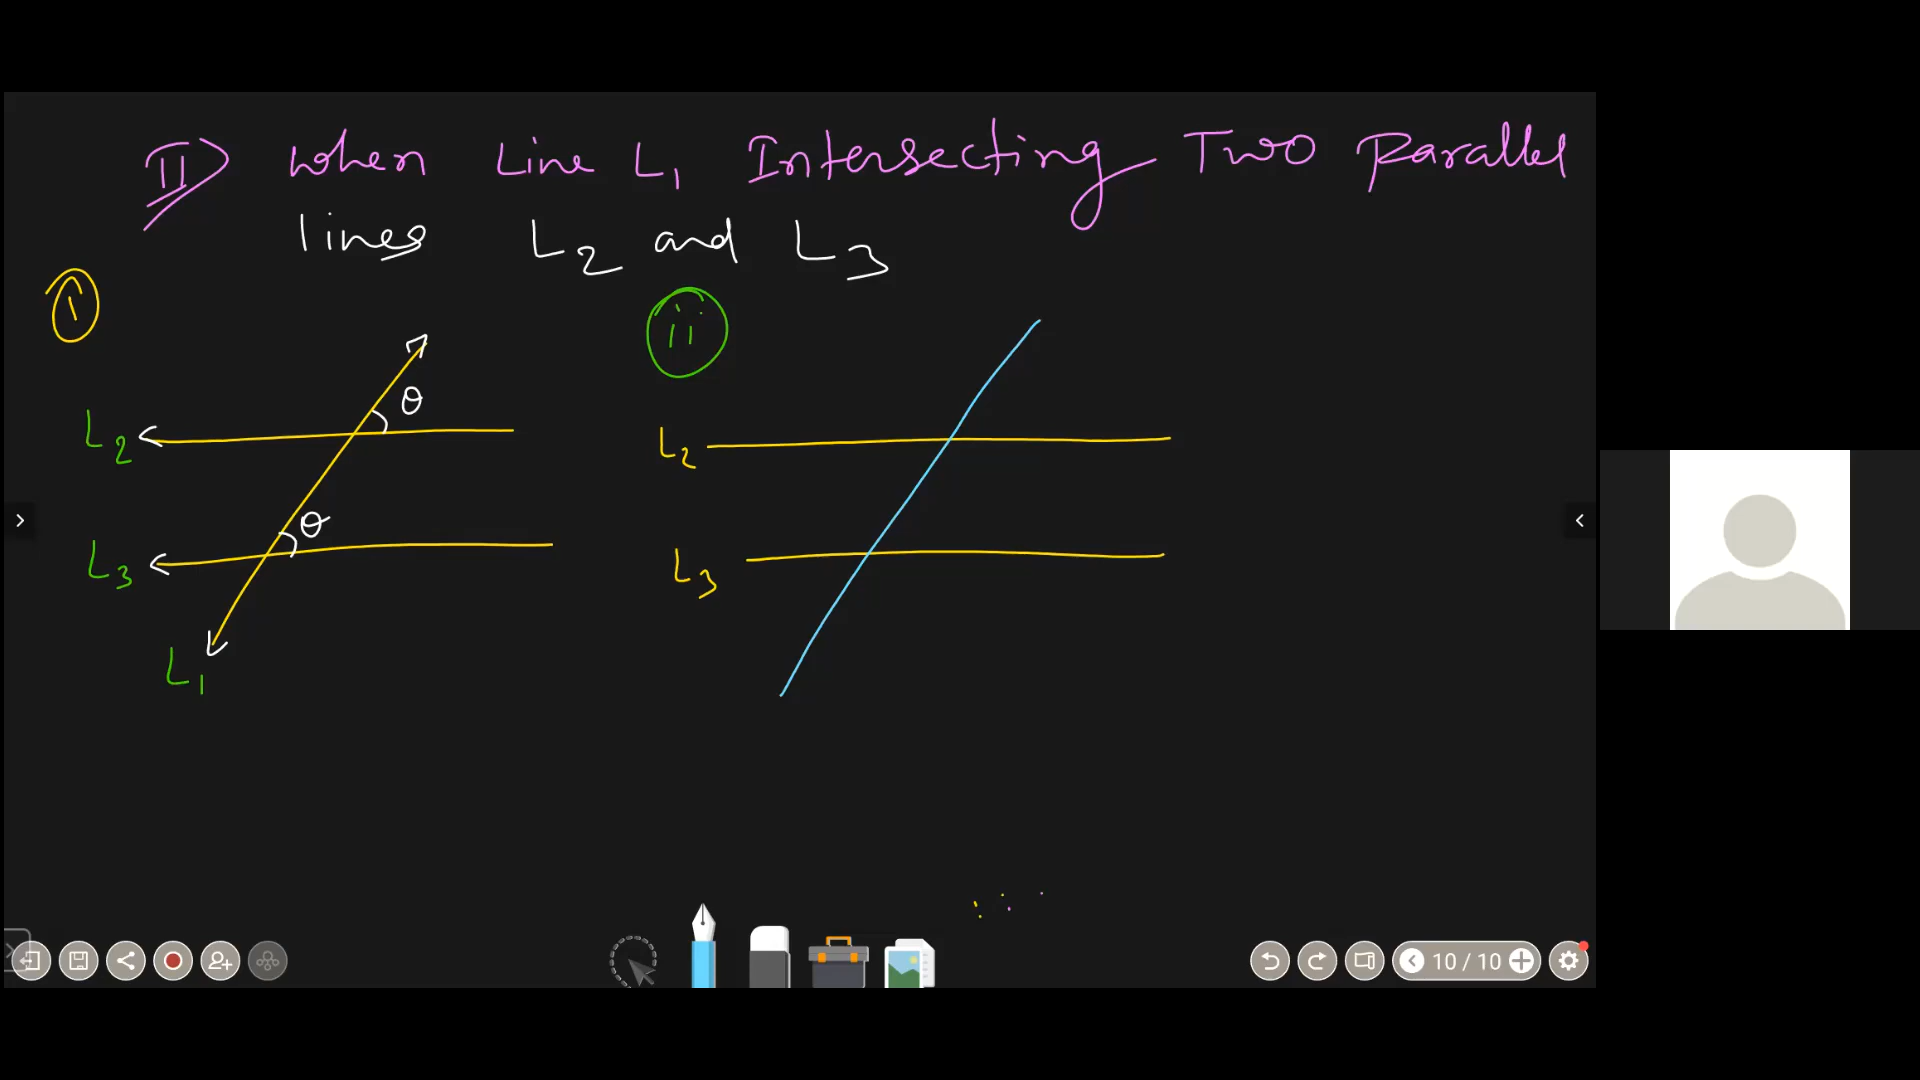 II) When Line L1 Intersecting Two Parallel
lines L2 and L3
i
ii
θ
L2
L2
θ
L3
L3
L1
10 / 10